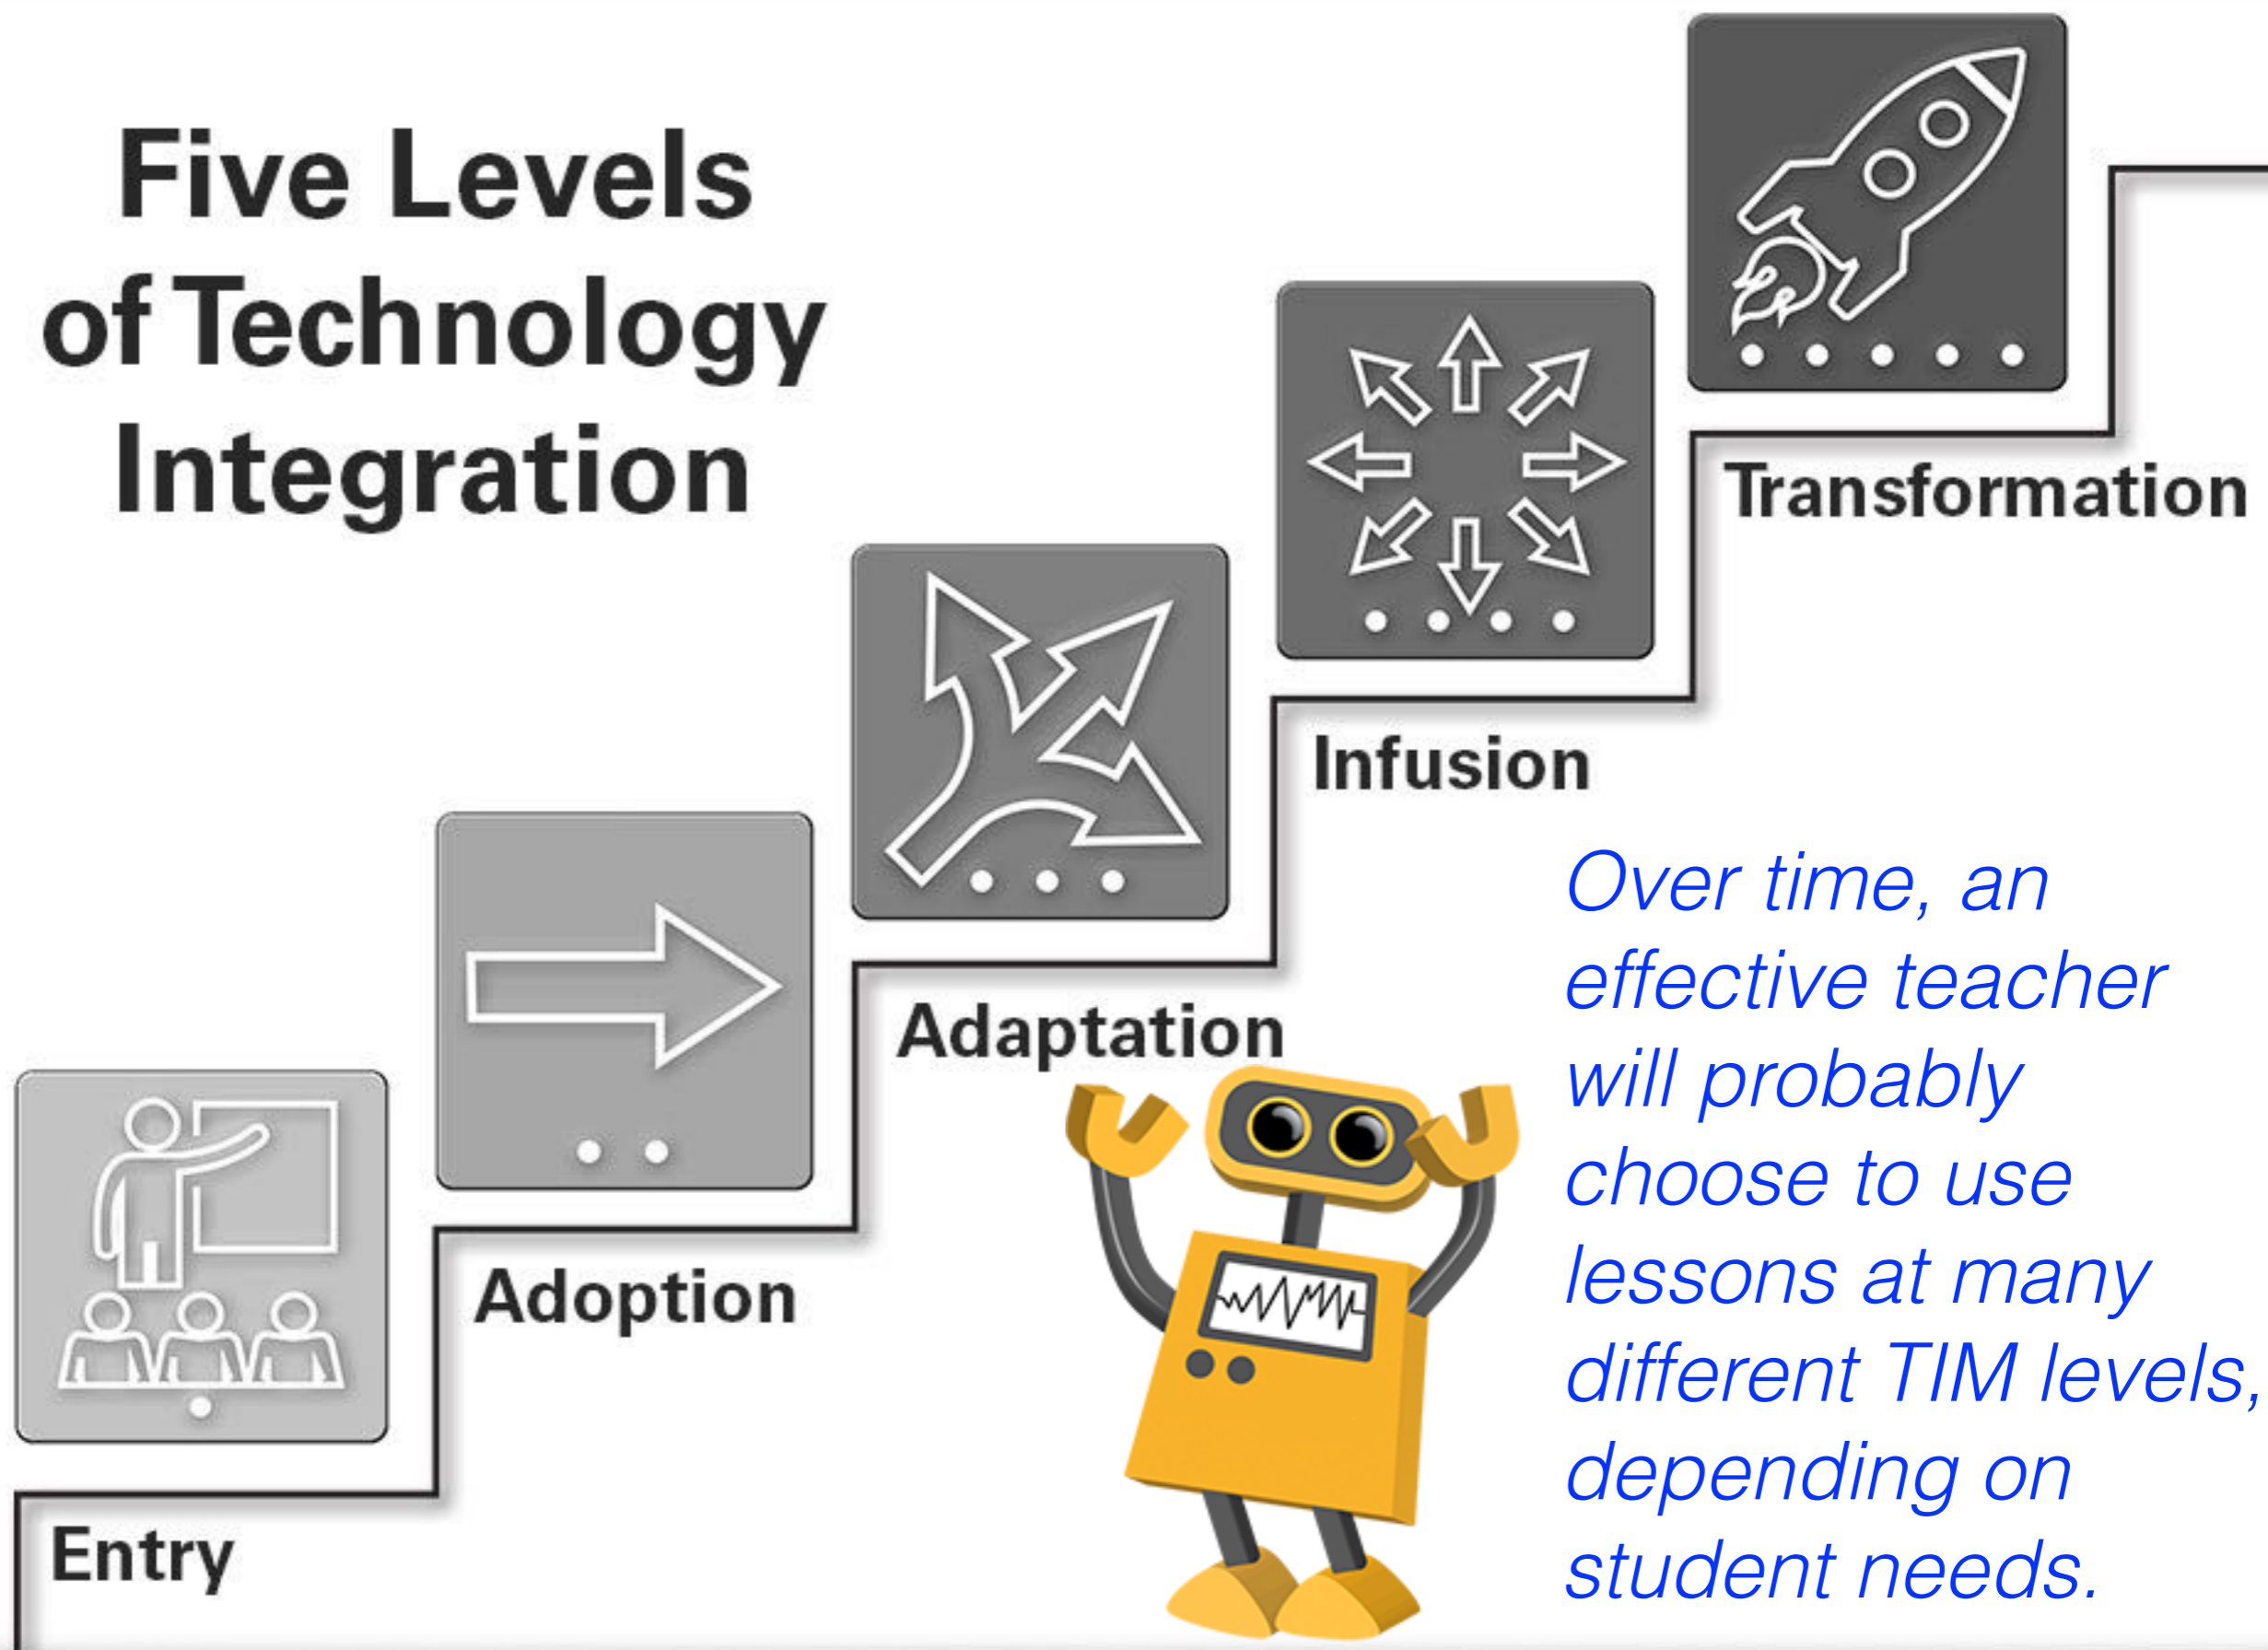 Five Levels
of Technology
Integration
Transformation
Infusion
Adaptation
Adoption
Entry
Over time, an
effective teacher
will probably
choose to use
lessons at many
different TIM levels,
depending on
student needs.